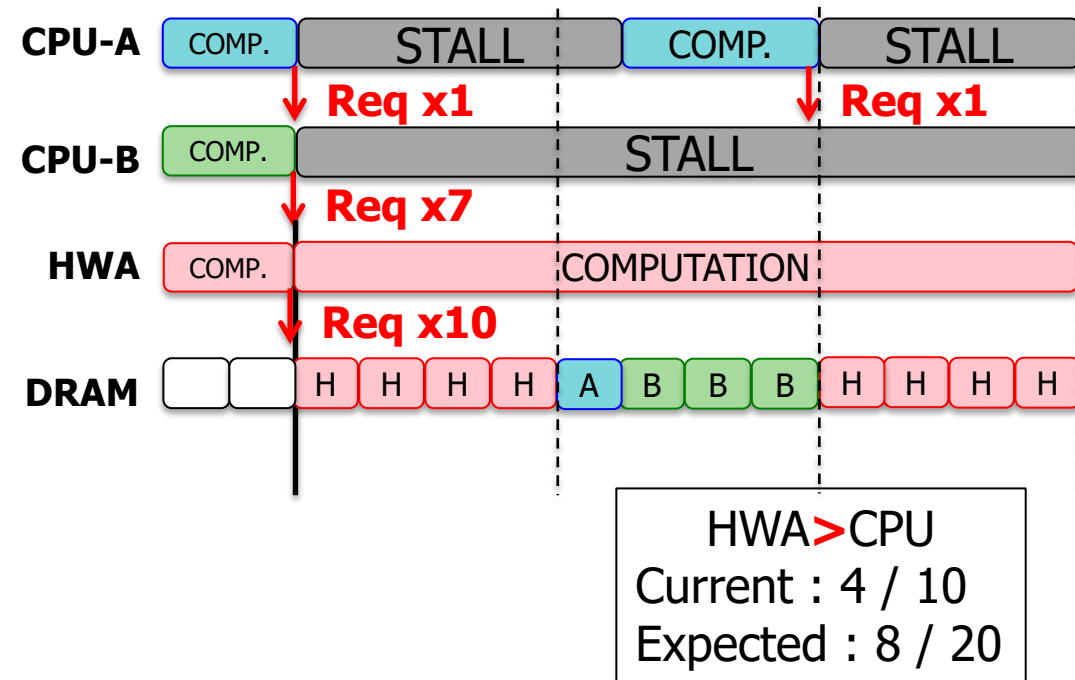 CPU-A COMP. STALL COMP. STALL
Req x1 Req x1
CPU-B COMP. STALL
Req x7
HWA COMP. COMPUTATION
Req x10
DRAM H H H H A B B B H H H H
HWA>CPU
Current : 4 / 10
Expected : 8 / 20